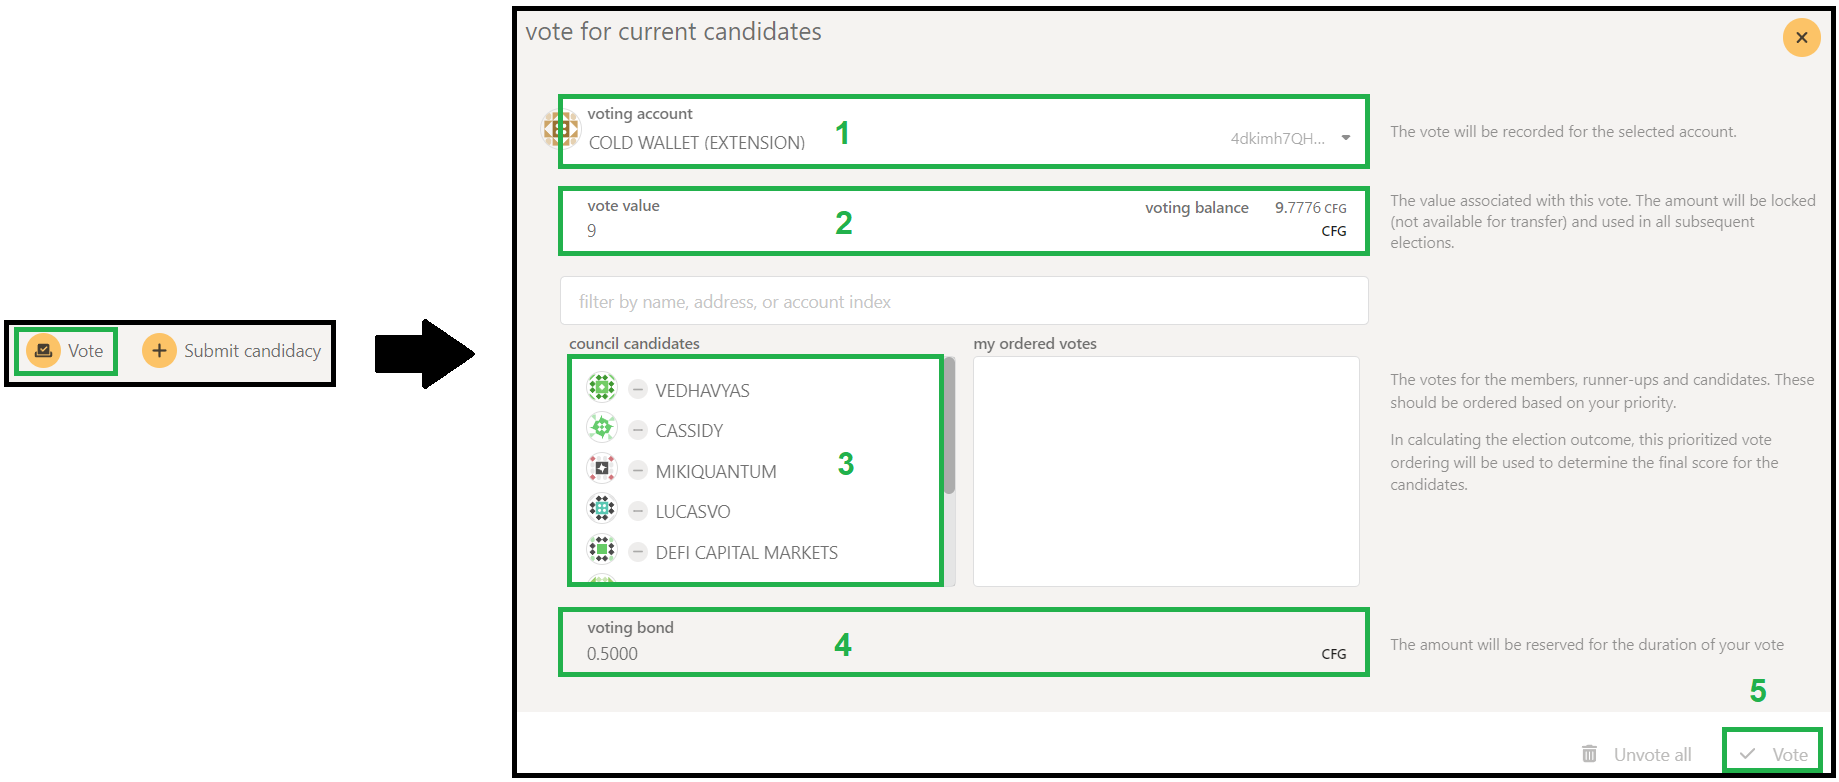 Vote
Submit candidacy
vote for current candidates
voting account
COLD WALLET (EXTENSION)
1
4dkimh7QH...
The vote will be recorded for the selected account.
vote value
9
2
voting balance 9.7776 CFG
CFG
The value associated with this vote. The amount will be locked
(not available for transfer) and used in all subsequent
elections.
filter by name, address, or account index
council candidates
VEDHAVYAS
CASSIDY
MIKIQUANTUM
LUCASVO
DEFI CAPITAL MARKETS
3
my ordered votes
The votes for the members, runner-ups and candidates. These
should be ordered based on your priority.
In calculating the election outcome, this prioritized vote
ordering will be used to determine the final score for the
candidates.
voting bond
0.5000
4
CFG
The amount will be reserved for the duration of your vote
5
Unvote all
Vote